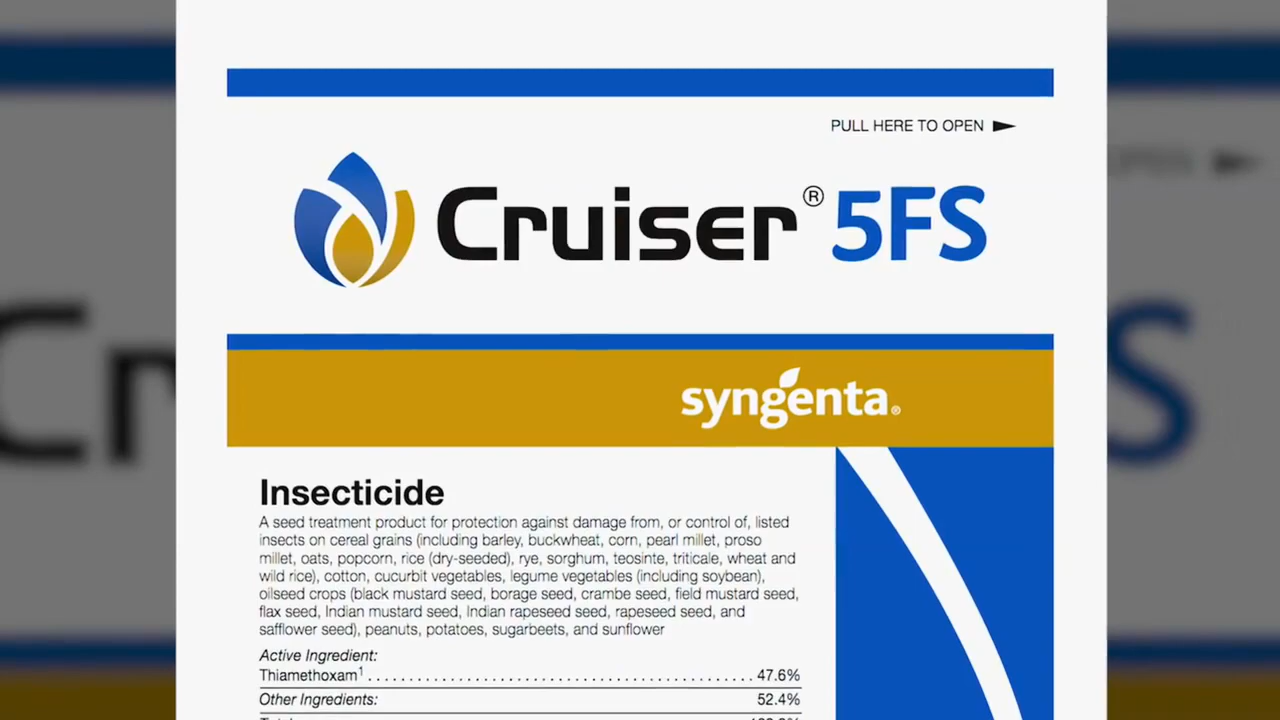 PULL HERE TO OPEN
Cruiser® 5FS
syngenta®
Insecticide
A seed treatment product for protection against damage from, or control of, listed
insects on cereal grains (including barley, buckwheat, corn, pearl millet, proso
millet, oats, popcorn, rice (dry-seeded), rye, sorghum, teosinte, triticale, wheat and
wild rice), cotton, cucurbit vegetables, legume vegetables (including soybean),
oilseed crops (black mustard seed, borage seed, crambe seed, field mustard seed,
flax seed, Indian mustard seed, Indian rapeseed seed, rapeseed seed, and
safflower seed), peanuts, potatoes, sugarbeets, and sunflower
Active Ingredient:
Thiamethoxam¹ . . . . . . . . . . . . . . . . . . . . . . . . . . . . . . . . . . . . . . . . . . . . 47.6%
Other Ingredients: 52.4%